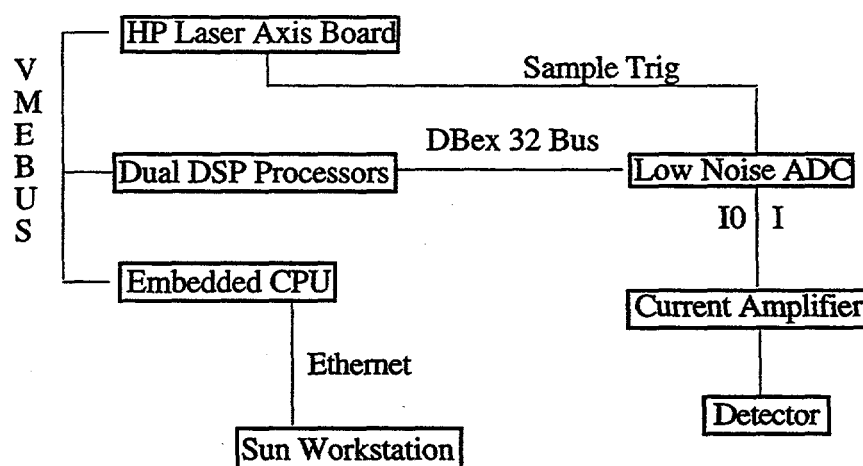 HP Laser Axis Board
VMEBUS
Sample Trig
DBex 32 Bus
Dual DSP Processors
Low Noise ADC
I0 I
Embedded CPU
Current Amplifier
Ethernet
Detector
Sun Workstation